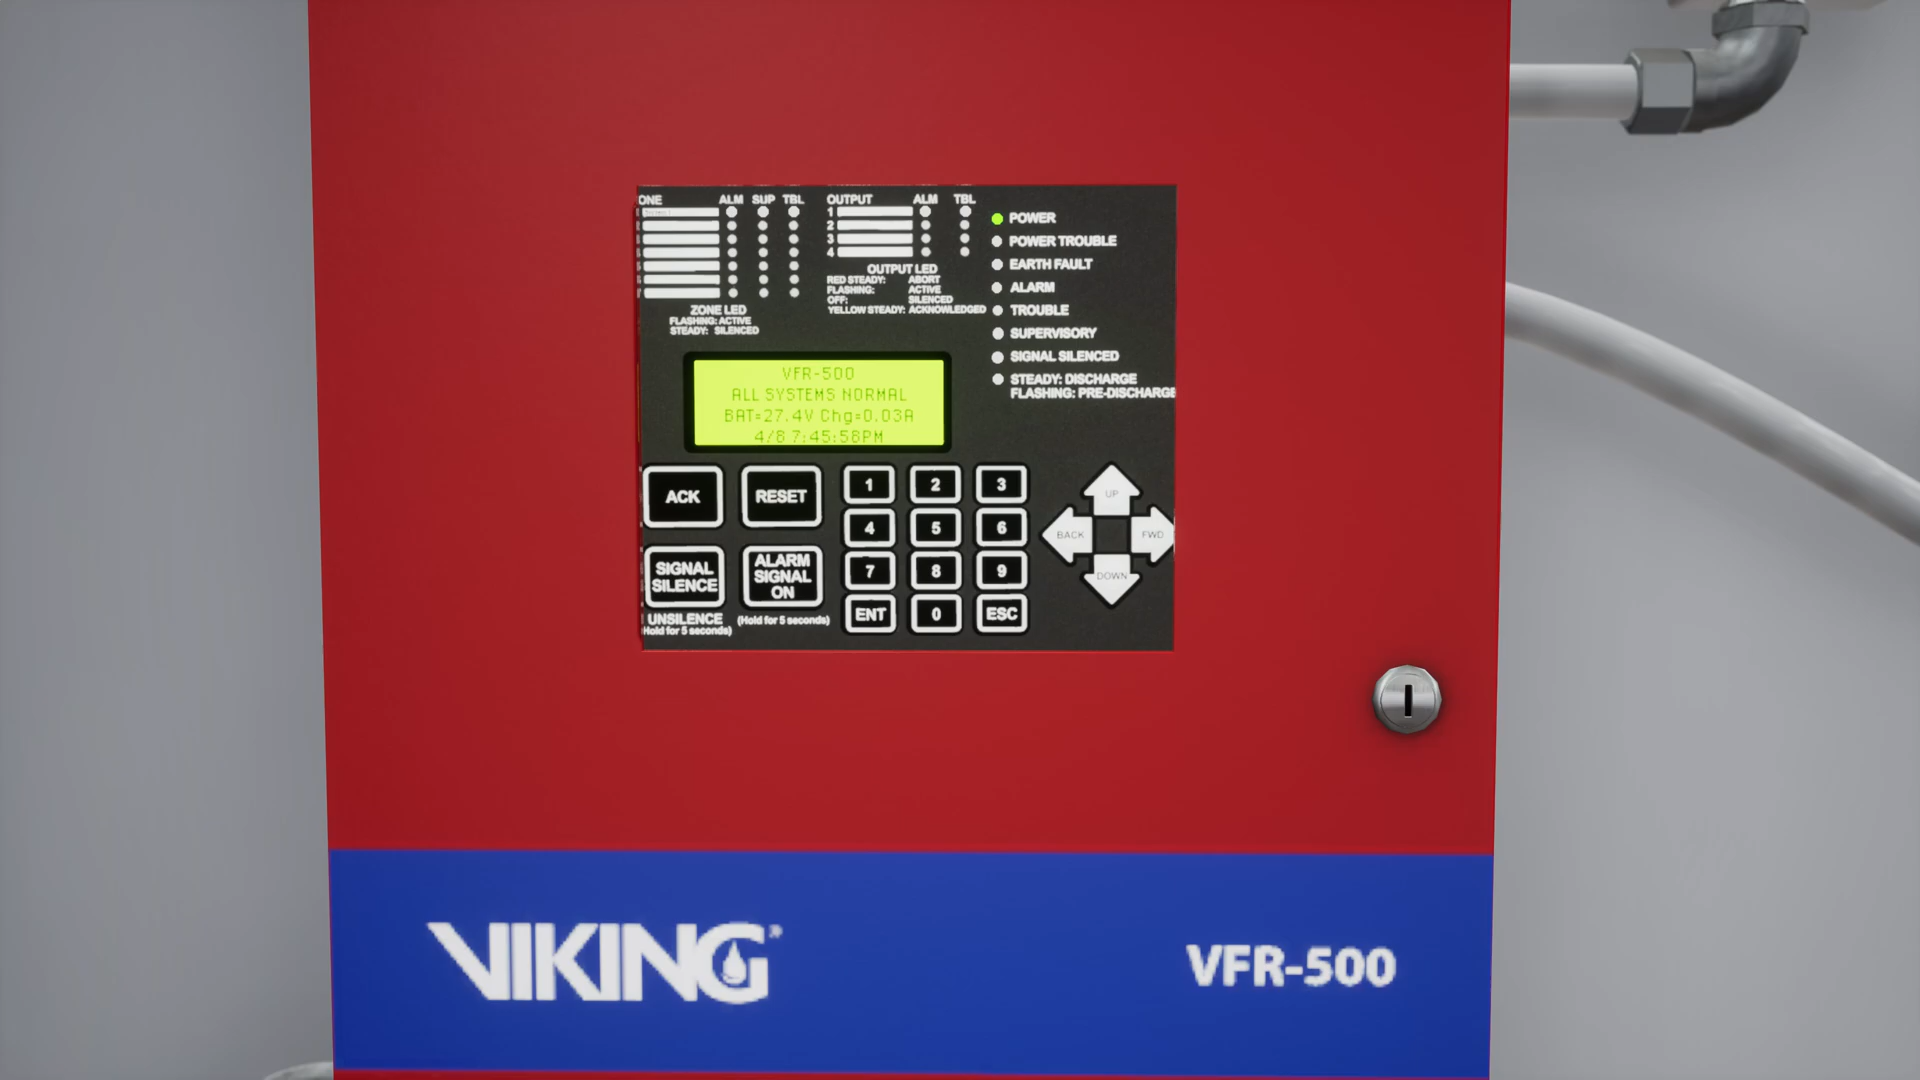 ONE ALM SUP TBL
OUTPUT ALM TBL
1
2
3
4
OUTPUT LED
RED STEADY: ABORT
FLASHING: ACTIVE
OFF: SILENCED
YELLOW STEADY: ACKNOWLEDGED
ZONE LED
FLASHING: ACTIVE
STEADY: SILENCED
POWER
POWER TROUBLE
EARTH FAULT
ALARM
TROUBLE
SUPERVISORY
SIGNAL SILENCED
STEADY: DISCHARGE
FLASHING: PRE-DISCHARGE
VFR-500
ALL SYSTEMS NORMAL
BAT=27.4V Chg=0.03A
4/8 7:45:58PM
ACK
RESET
SIGNAL
SILENCE
UNSILENCE
Hold for 5 seconds)
ALARM
SIGNAL
ON
(Hold for 5 seconds)
1 2 3
4 5 6
7 8 9
ENT 0 ESC
UP
BACK FWD
DOWN
VIKING®
VFR-500